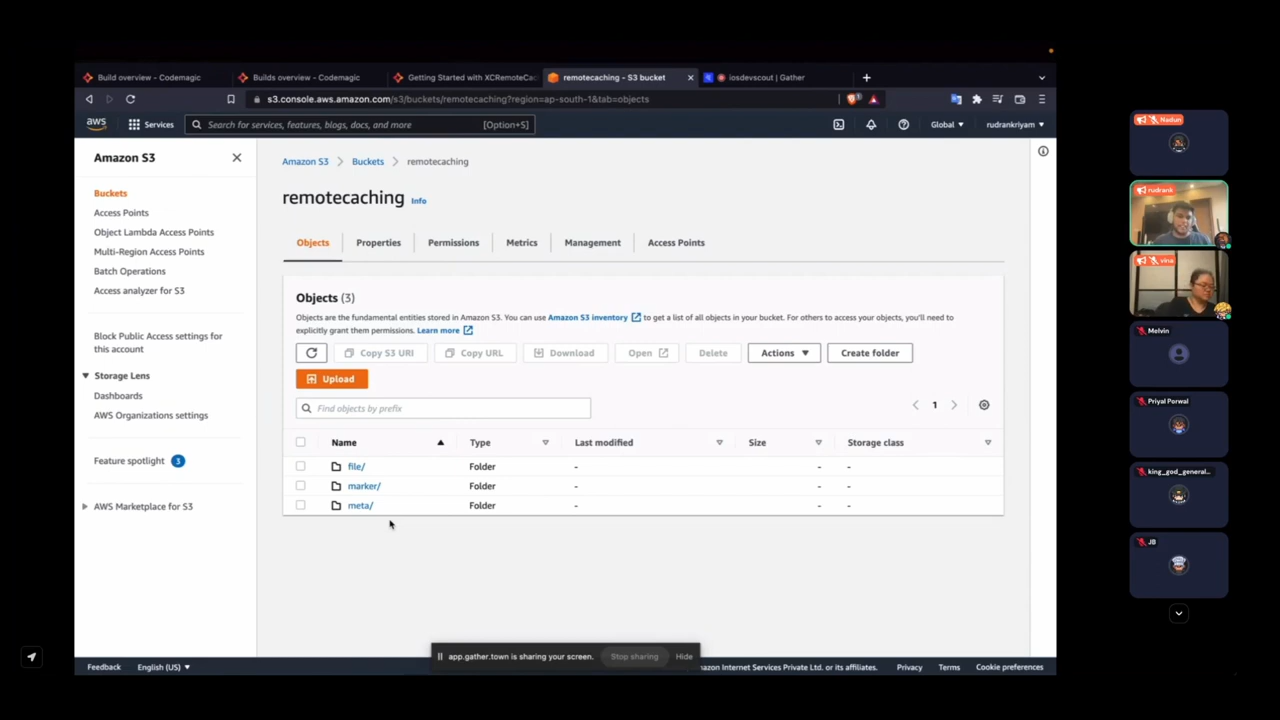 Build overview - Codemagic
Builds overview - Codemagic
Getting Started with XCRemoteCac
remotecaching - S3 bucket
iosdevscout | Gather
s3.console.aws.amazon.com/s3/buckets/remotecaching?region=ap-south-1&tab=objects
aws
Services
Search for services, features, blogs, docs, and more
[Option+S]
Global
rudrankriyam
Amazon S3
Buckets
Access Points
Object Lambda Access Points
Multi-Region Access Points
Batch Operations
Access analyzer for S3
Block Public Access settings for
this account
Storage Lens
Dashboards
AWS Organizations settings
Feature spotlight 3
AWS Marketplace for S3
Amazon S3 > Buckets > remotecaching
remotecaching Info
Objects Properties Permissions Metrics Management Access Points
Objects (3)
Objects are the fundamental entities stored in Amazon S3. You can use Amazon S3 inventory to get a list of all objects in your bucket. For others to access your objects, you'll need to
explicitly grant them permissions. Learn more
Copy S3 URI Copy URL Download Open Delete Actions Create folder
Upload
Find objects by prefix
1
Name Type Last modified Size Storage class
file/ Folder - - -
marker/ Folder - - -
meta/ Folder - - -
app.gather.town is sharing your screen. Stop sharing Hide
Feedback English (US)
azon Internet Services Private Ltd. or its affiliates. Privacy Terms Cookie preferences
Nadun
rudrank
vina
Melvin
Priyal Porwal
king_god_general...
JB